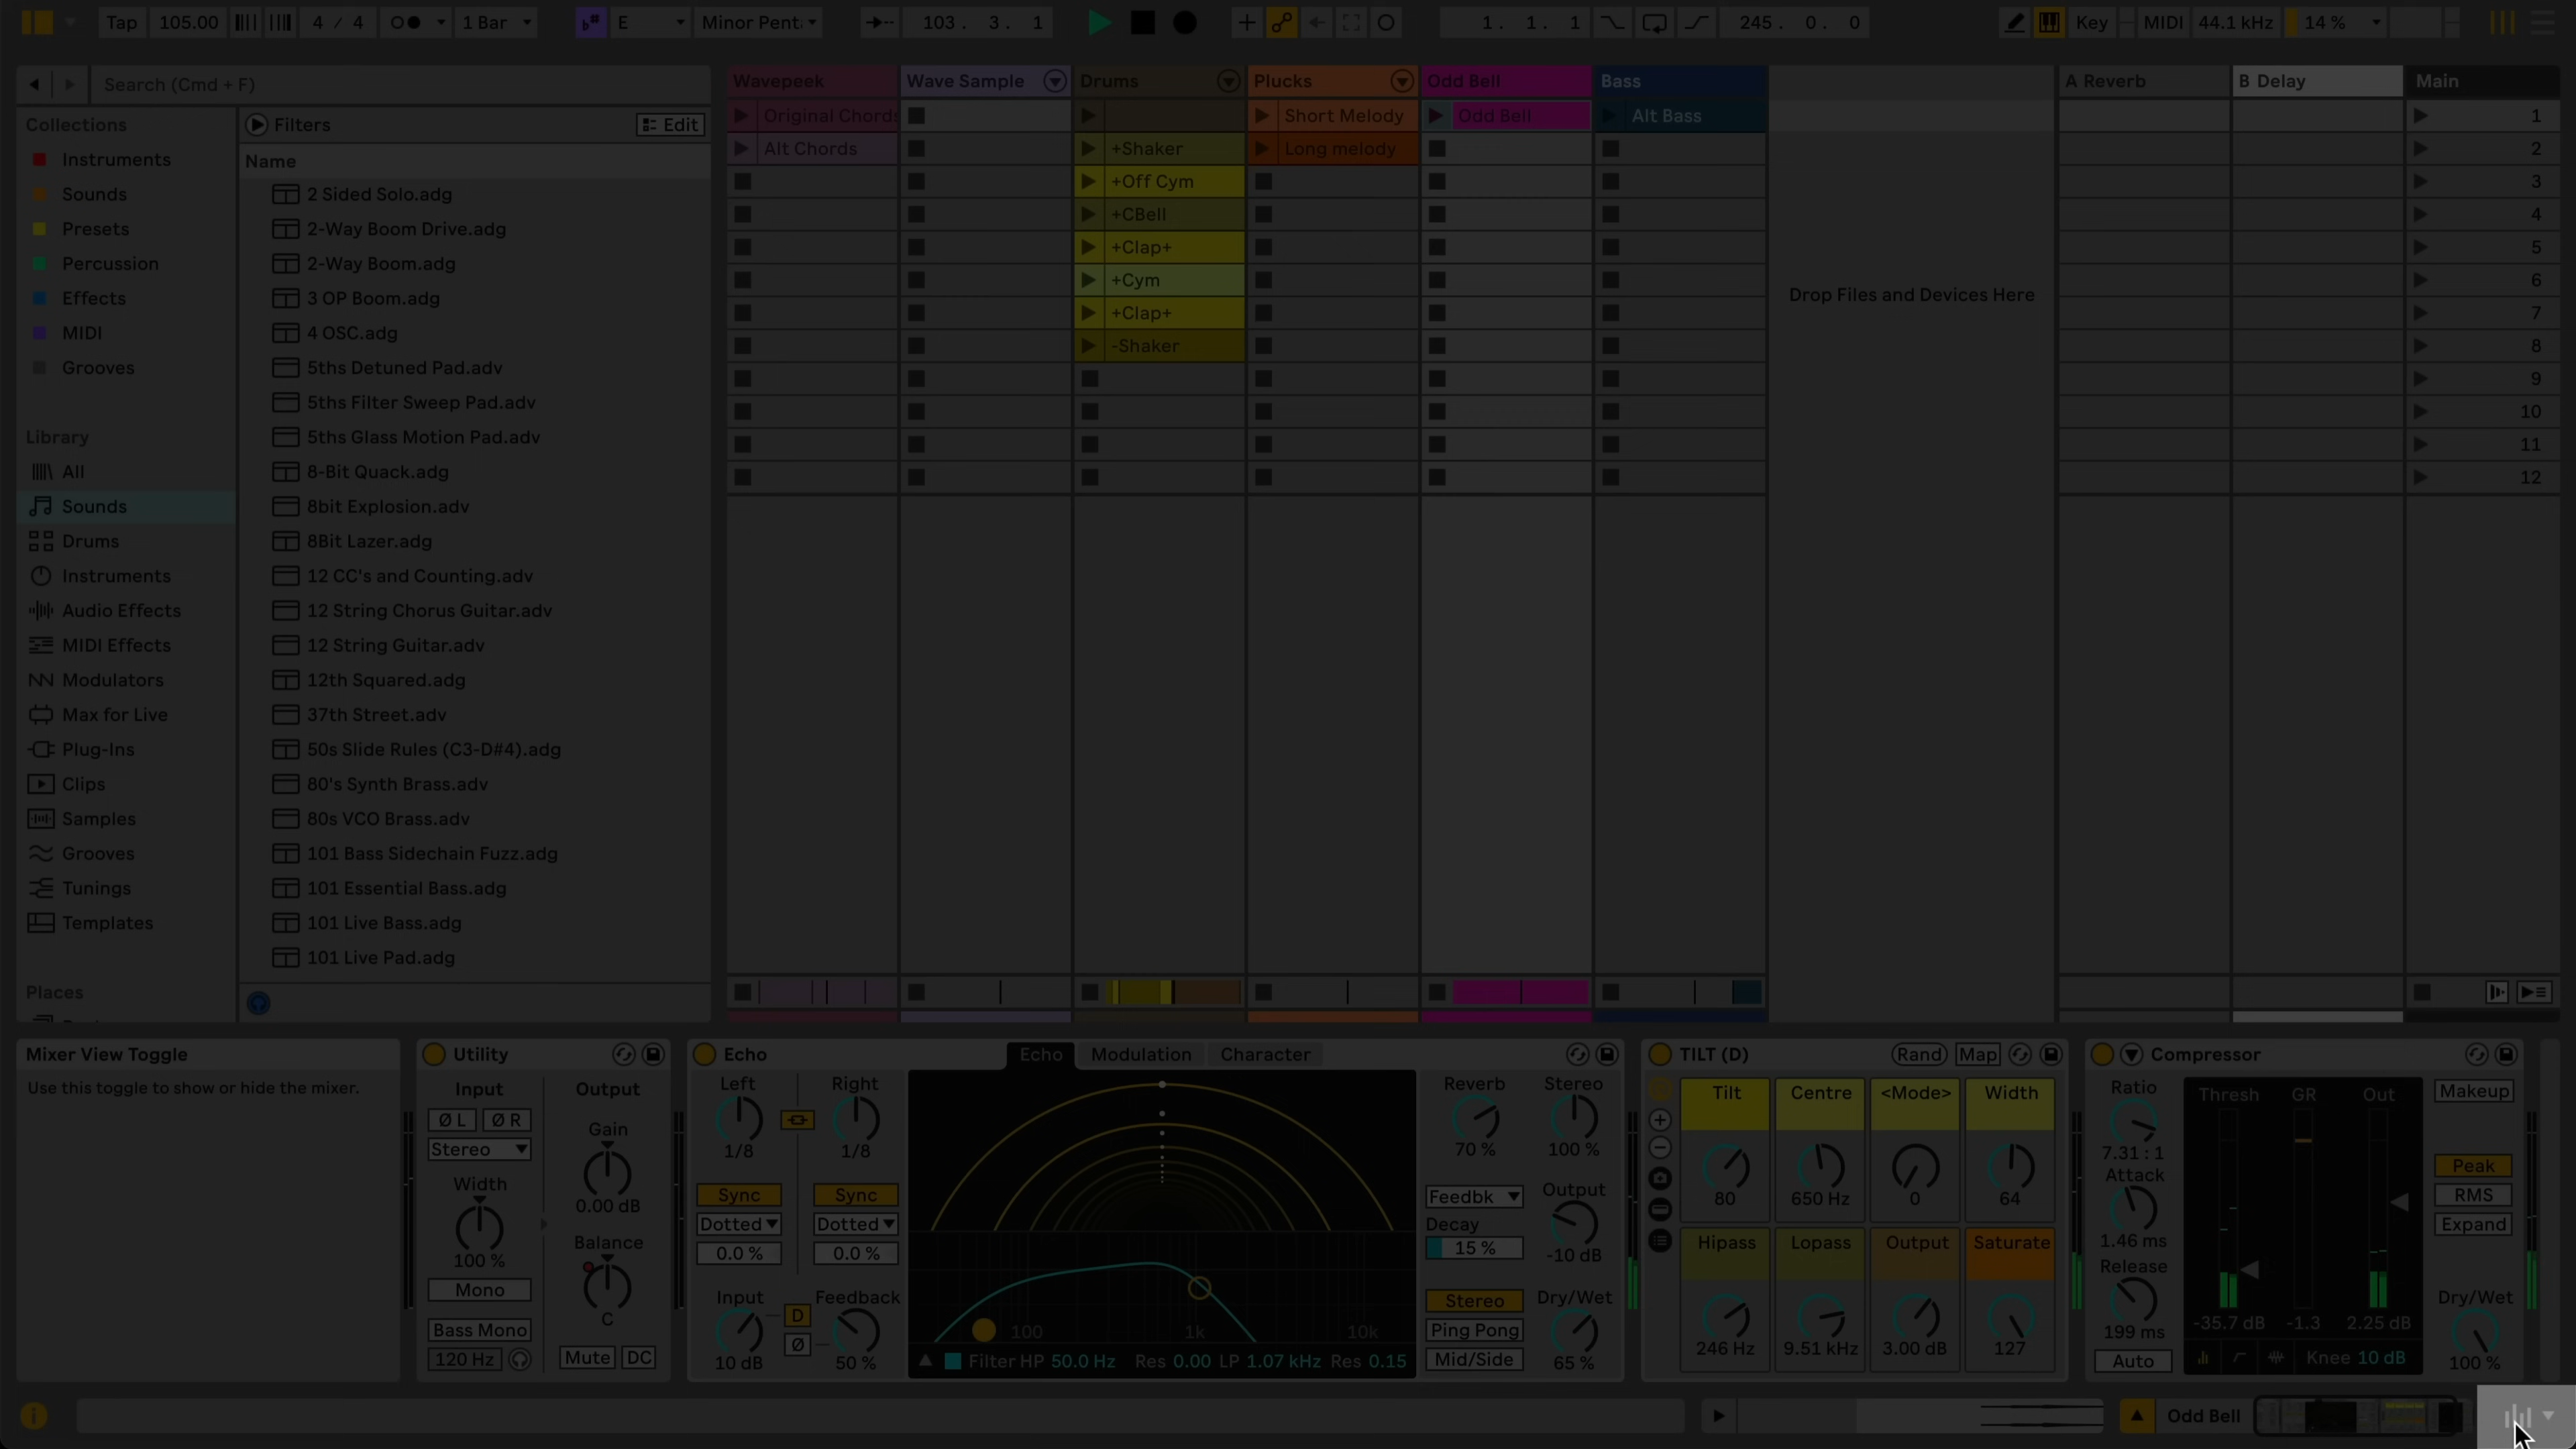 Tap 105.00 4 / 4 1 Bar E Minor Pent. 103. 3. 1 1. 1. 1 245. 0. 0 Key MIDI 44.1 kHz 14 %
Search (Cmd + F)
Collections
Instruments
Sounds
Presets
Percussion
Effects
MIDI
Grooves
Library
All
Sounds
Drums
Instruments
Audio Effects
MIDI Effects
Modulators
Max for Live
Plug-Ins
Clips
Samples
Grooves
Tunings
Templates
Places
Filters Edit
Name
2 Sided Solo.adg
2-Way Boom Drive.adg
2-Way Boom.adg
3 OP Boom.adg
4 OSC.adg
5ths Detuned Pad.adv
5ths Filter Sweep Pad.adv
5ths Glass Motion Pad.adv
8-Bit Quack.adg
8bit Explosion.adv
8Bit Lazer.adg
12 CC's and Counting.adv
12 String Chorus Guitar.adv
12 String Guitar.adv
12th Squared.adg
37th Street.adv
50s Slide Rules (C3-D#4).adg
80's Synth Brass.adv
80s VCO Brass.adv
101 Bass Sidechain Fuzz.adg
101 Essential Bass.adg
101 Live Bass.adg
101 Live Pad.adg
Wavepeek Wave Sample Drums Plucks Odd Bell Bass A Reverb B Delay Main
Original Chords Short Melody Odd Bell Alt Bass 1
Alt Chords +Shaker Long melody 2
+Off Cym 3
+CBell 4
+Clap+ 5
+Cym 6
Drop Files and Devices Here
+Clap+ 7
-Shaker 8
9
10
11
12
Mixer View Toggle
Use this toggle to show or hide the mixer.
Utility
Input Output
Ø L Ø R
Stereo
Gain
0.00 dB
Width
100 %
Balance
C
Mono
Bass Mono
120 Hz
Mute DC
Echo Echo Modulation Character
Left Right
1/8 1/8
Sync Sync
Dotted Dotted
0.0 % 0.0 %
Input D Feedback
Ø
10 dB 50 %
100 1k 10k
Filter HP 50.0 Hz Res 0.00 LP 1.07 kHz Res 0.15
Reverb Stereo
70 % 100 %
Feedbk Output
Decay
15 % -10 dB
Stereo Dry/Wet
Ping Pong
Mid/Side 65 %
TILT (D) Rand Map
Tilt Centre <Mode> Width
80 650 Hz 0 64
Hipass Lopass Output Saturate
246 Hz 9.51 kHz 3.00 dB 127
Compressor
Ratio
7.31 : 1
Attack
1.46 ms
Release
199 ms
Auto
Thresh GR Out
-35.7 dB -1.3 2.25 dB
Knee 10 dB
Makeup
Peak
RMS
Expand
Dry/Wet
100 %
Odd Bell